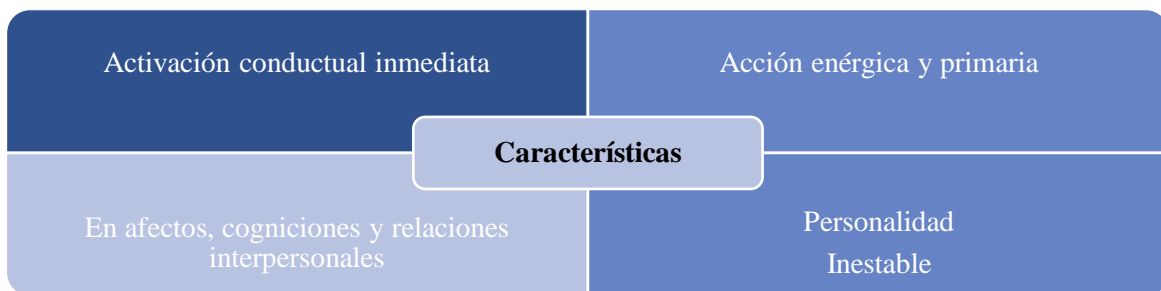 Activación conductual inmediata
Acción enérgica y primaria
Características
En afectos, cogniciones y relaciones
interpersonales
Personalidad
Inestable